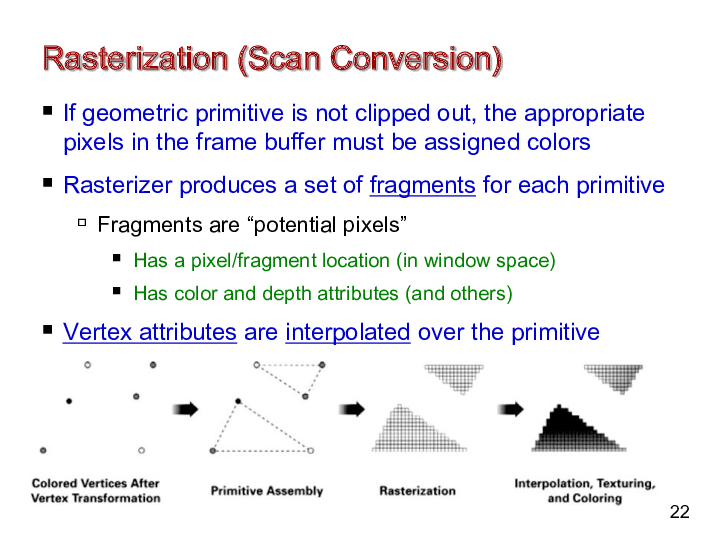 Rasterization (Scan Conversion)
If geometric primitive is not clipped out, the appropriate
pixels in the frame buffer must be assigned colors
Rasterizer produces a set of fragments for each primitive
Fragments are “potential pixels”
Has a pixel/fragment location (in window space)
Has color and depth attributes (and others)
Vertex attributes are interpolated over the primitive
Colored Vertices After
Vertex Transformation
Primitive Assembly
Rasterization
Interpolation, Texturing,
and Coloring
22